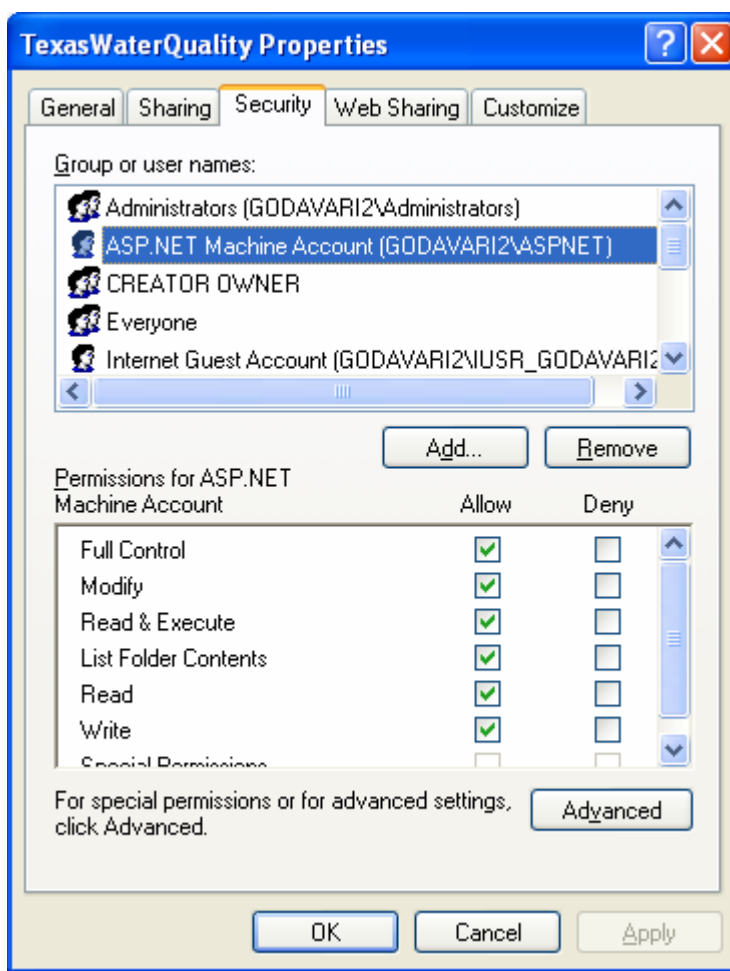 TexasWaterQuality Properties
General Sharing Security Web Sharing Customize
Group or user names:
Administrators (GODAVARI2\Administrators)
ASP.NET Machine Account (GODAVARI2\ASPNET)
CREATOR OWNER
Everyone
Internet Guest Account (GODAVARI2\IUSR_GODAVARI2
Add... Remove
Permissions for ASP.NET
Machine Account Allow Deny
Full Control
Modify
Read & Execute
List Folder Contents
Read
Write
Special Permissions
For special permissions or for advanced settings,
click Advanced.
Advanced
OK Cancel Apply